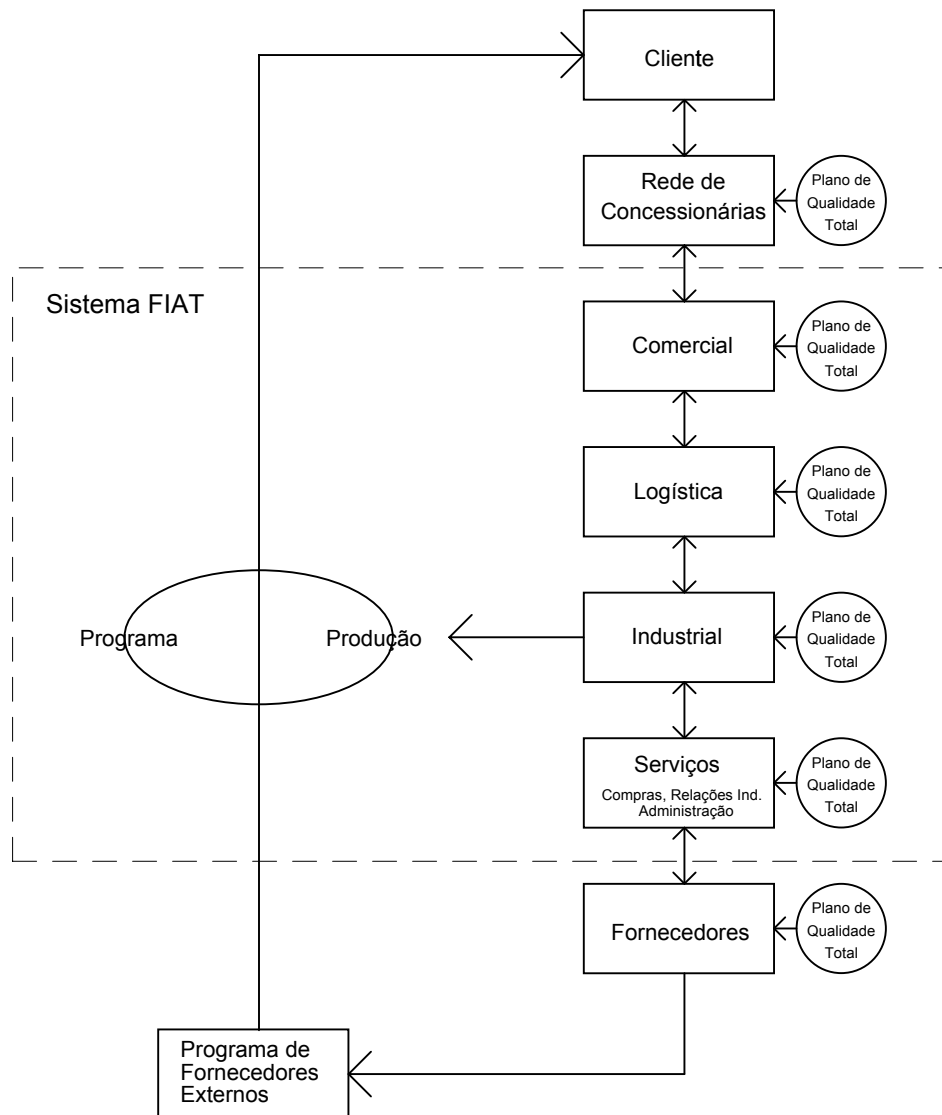 Cliente
Rede de
Concessionárias
Plano de
Qualidade
Total
Sistema FIAT
Comercial
Plano de
Qualidade
Total
Logística
Plano de
Qualidade
Total
Programa
Produção
Industrial
Plano de
Qualidade
Total
Serviços
Compras, Relações Ind.
Administração
Plano de
Qualidade
Total
Fornecedores
Plano de
Qualidade
Total
Programa de
Fornecedores
Externos